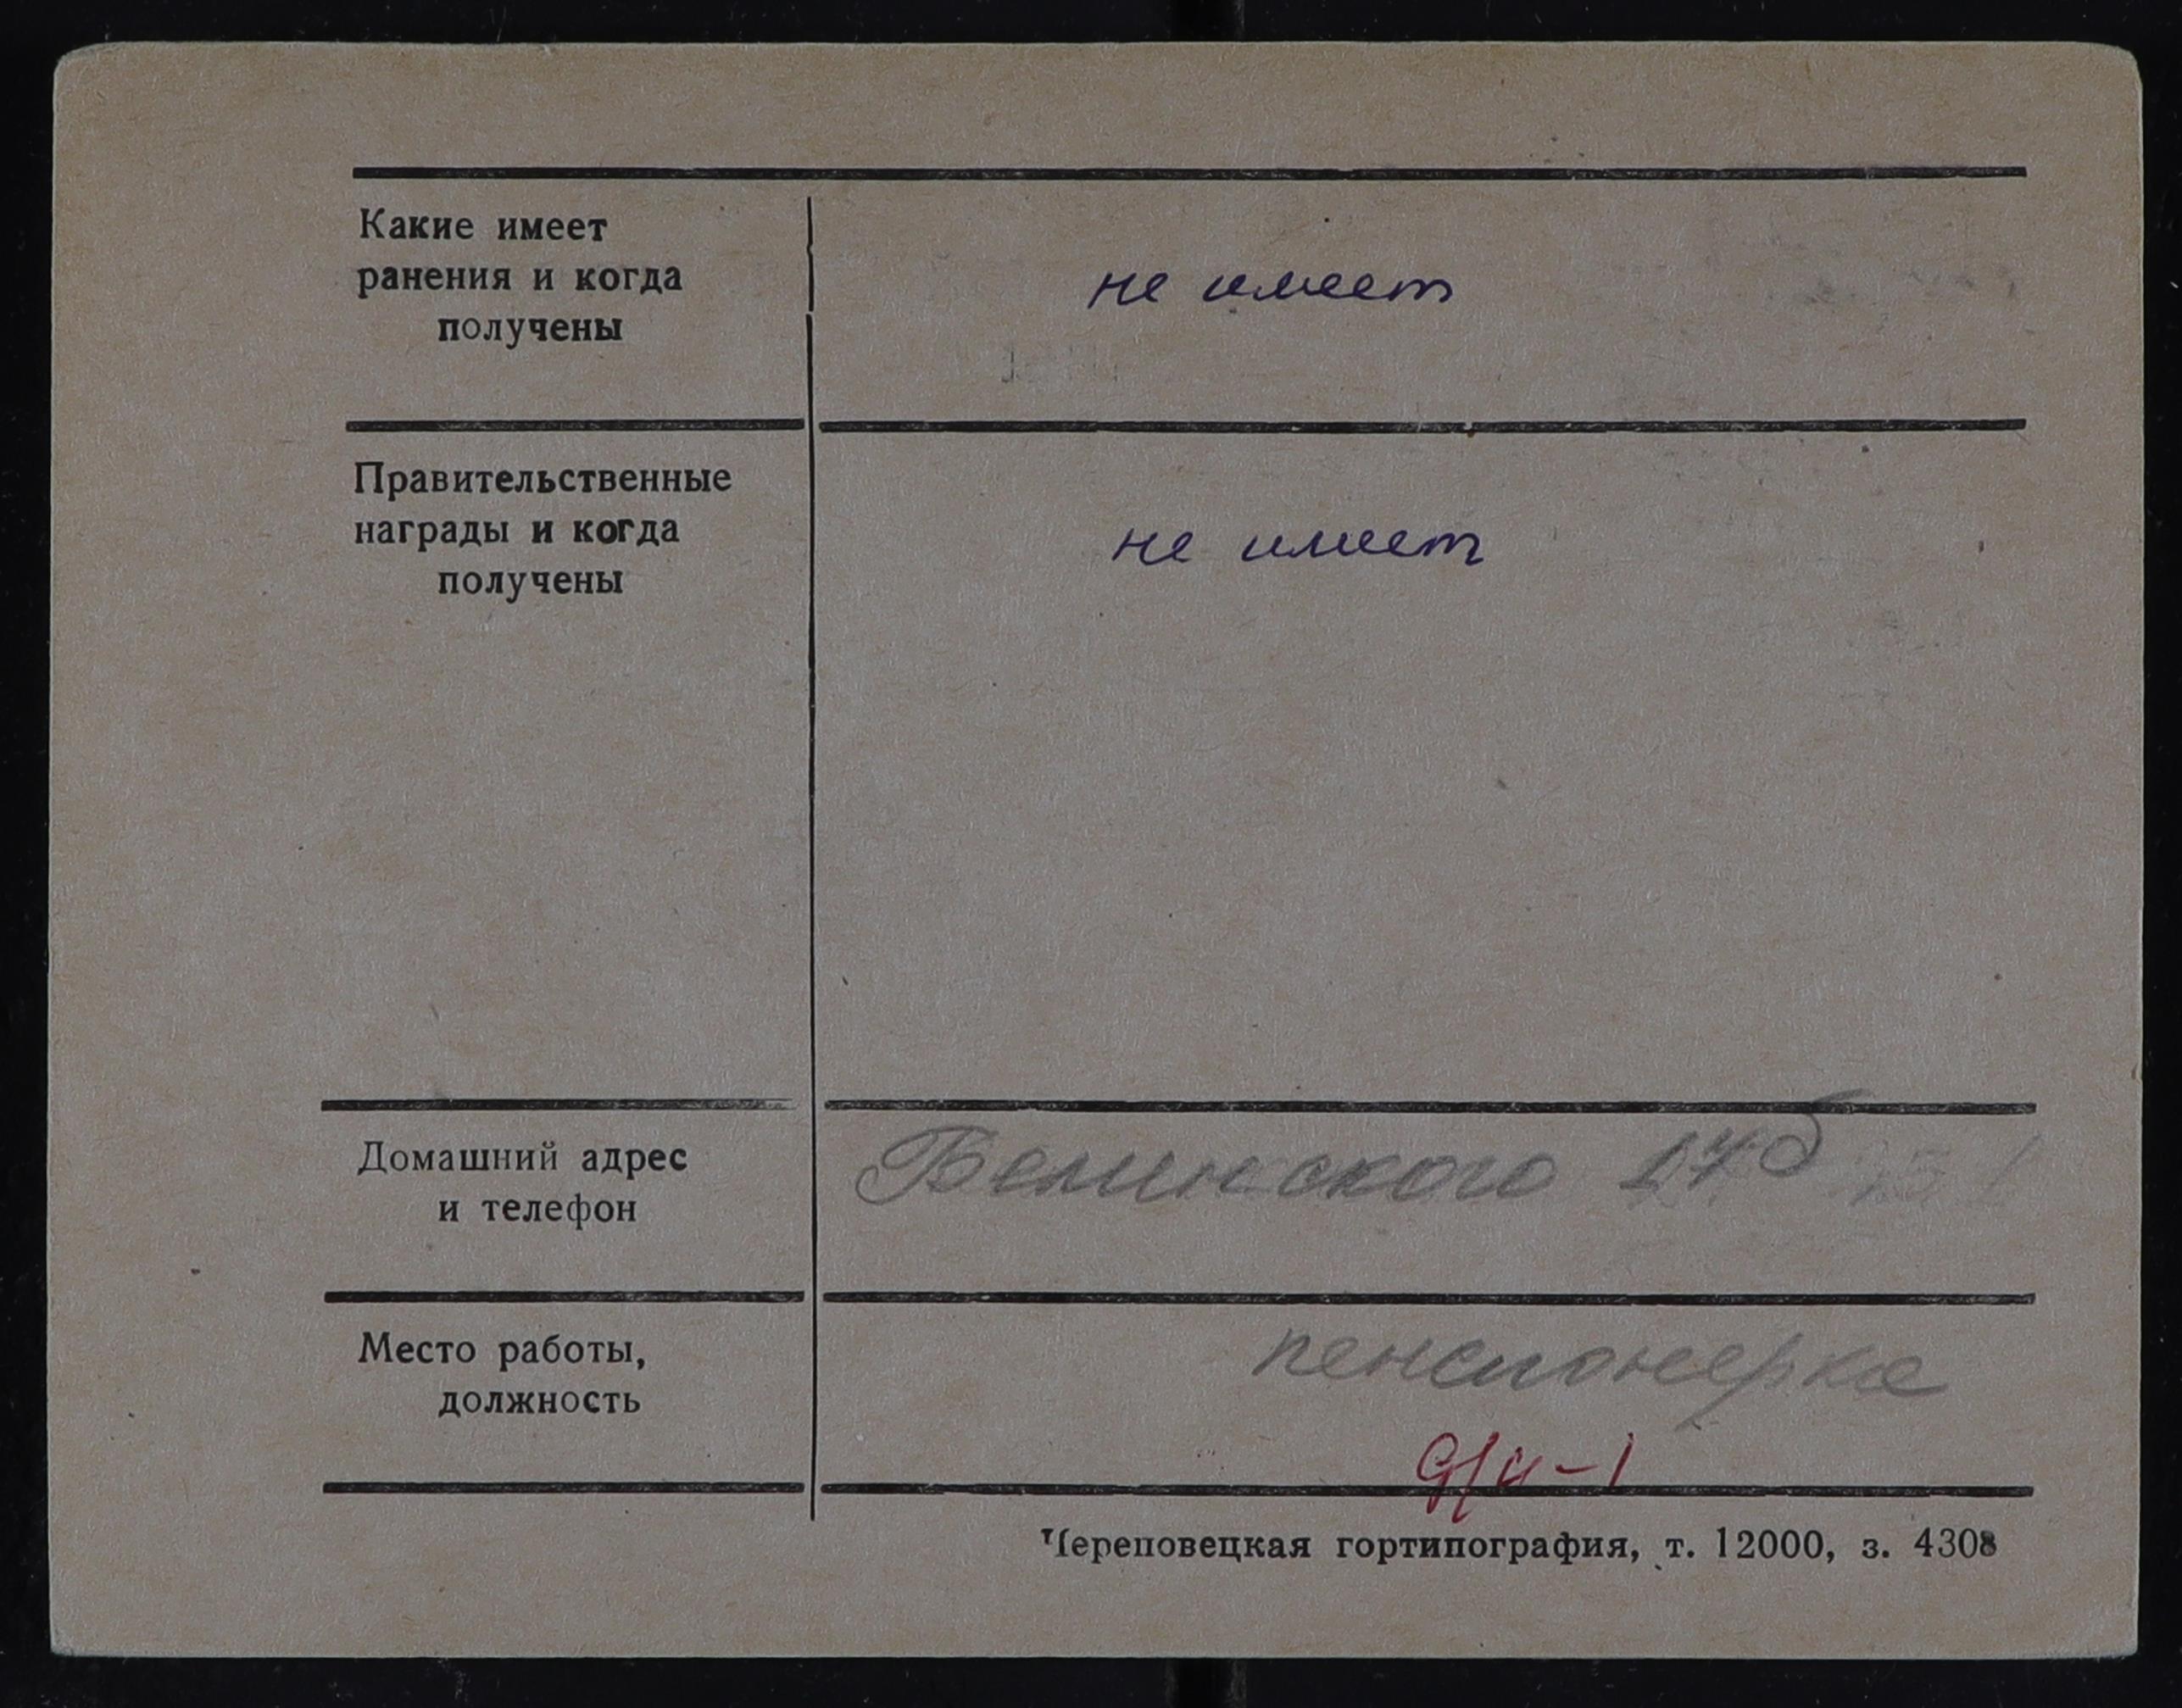 Какие имеет
ранения и когда
получены
не имеет
Правительственные
награды и когда
получены
не имеет
Домашний адрес
и телефон
Белинского 17б
Место работы,
должность
пенсионерка
Череповецкая гортипография, т. 12000, з. 4308